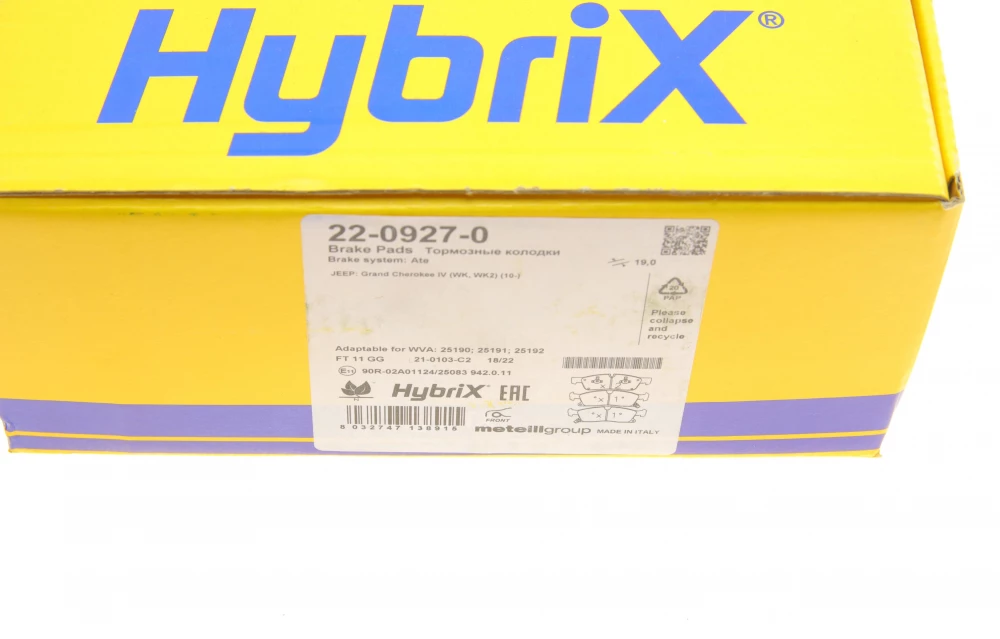 HybriX®
22-0927-0
Brake Pads Тормозные колодки
Brake system: Ate
19,0
JEEP: Grand Cherokee IV (WK, WK2) (10-)
20
PAP
Please
collapse
and
recycle
Adaptable for WVA: 25190; 25191; 25192
FT 11 GG : 21-0103-C2 18/22
E11 90R-02A01124/25083 942.0.11
HybriX EAC
8 032747 138916
FRONT
metelligroup MADE IN ITALY